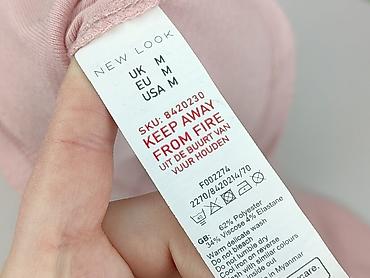 NEW LOOK
UK M
EU M
USA M
SKU: 8420230
KEEP AWAY
FROM FIRE
UIT DE BUURT VAN
VUUR HOUDEN
F002274
2270/8420214/70
GB: 62% Polyester
34% Viscose 4% Elastane
Warm delicate wash
Do not bleach
Do not tumble dry
Cool iron on reverse
with similar colours
inside out
in Myanmar